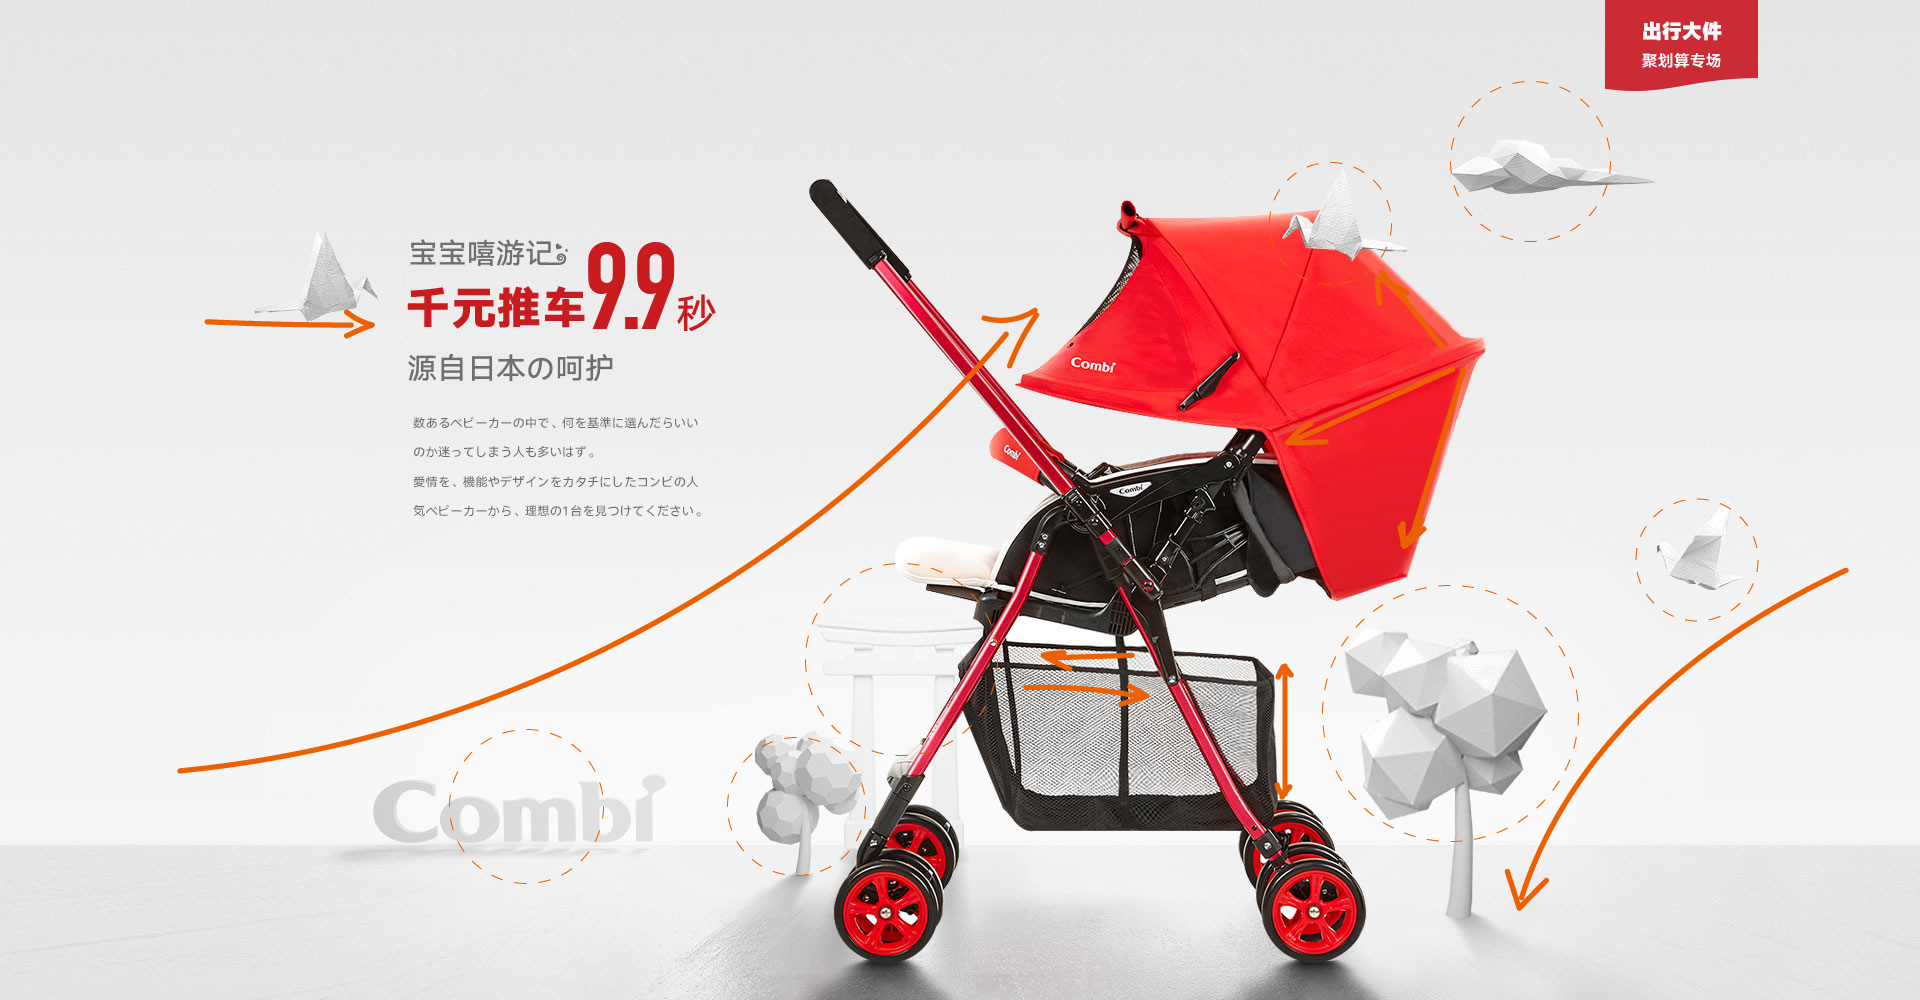 出行大件
聚划算专场
宝宝嘻游记
千元推车9.9秒
源自日本の呵护
数あるベビーカーの中で、何を基準に選んだらいい
のか迷ってしまう人も多いはず。
愛情を、機能やデザインをカタチにしたコンビの人
気ベビーカーから、理想の1台を見つけてください。
Combi
Combi
Combi
Combi